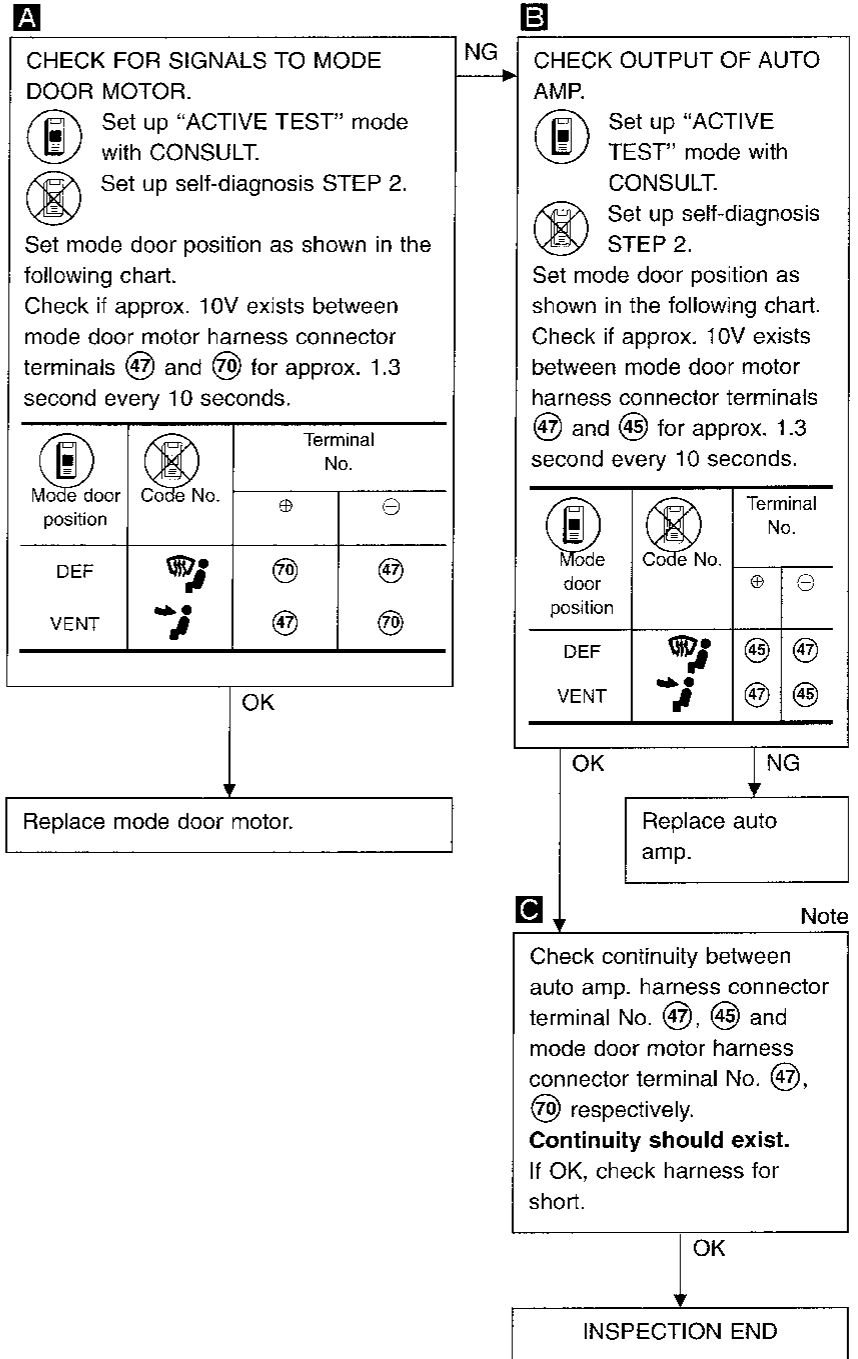 A
CHECK FOR SIGNALS TO MODE
DOOR MOTOR.
Set up “ACTIVE TEST” mode
with CONSULT.
Set up self-diagnosis STEP 2.
Set mode door position as shown in the
following chart.
Check if approx. 10V exists between
mode door motor harness connector
terminals 47 and 70 for approx. 1.3
second every 10 seconds.
Mode door
position
Code No.
Terminal
No.
⊕ ⊖
DEF 70 47
VENT 47 70
OK
Replace mode door motor.
NG
B
CHECK OUTPUT OF AUTO
AMP.
Set up “ACTIVE
TEST” mode with
CONSULT.
Set up self-diagnosis
STEP 2.
Set mode door position as
shown in the following chart.
Check if approx. 10V exists
between mode door motor
harness connector terminals
47 and 45 for approx. 1.3
second every 10 seconds.
Mode
door
position
Code No.
Terminal
No.
⊕ ⊖
DEF 45 47
VENT 47 45
OK
NG
Replace auto
amp.
C
Note
Check continuity between
auto amp. harness connector
terminal No. 47, 45 and
mode door motor harness
connector terminal No. 47,
70 respectively.
Continuity should exist.
If OK, check harness for
short.
OK
INSPECTION END